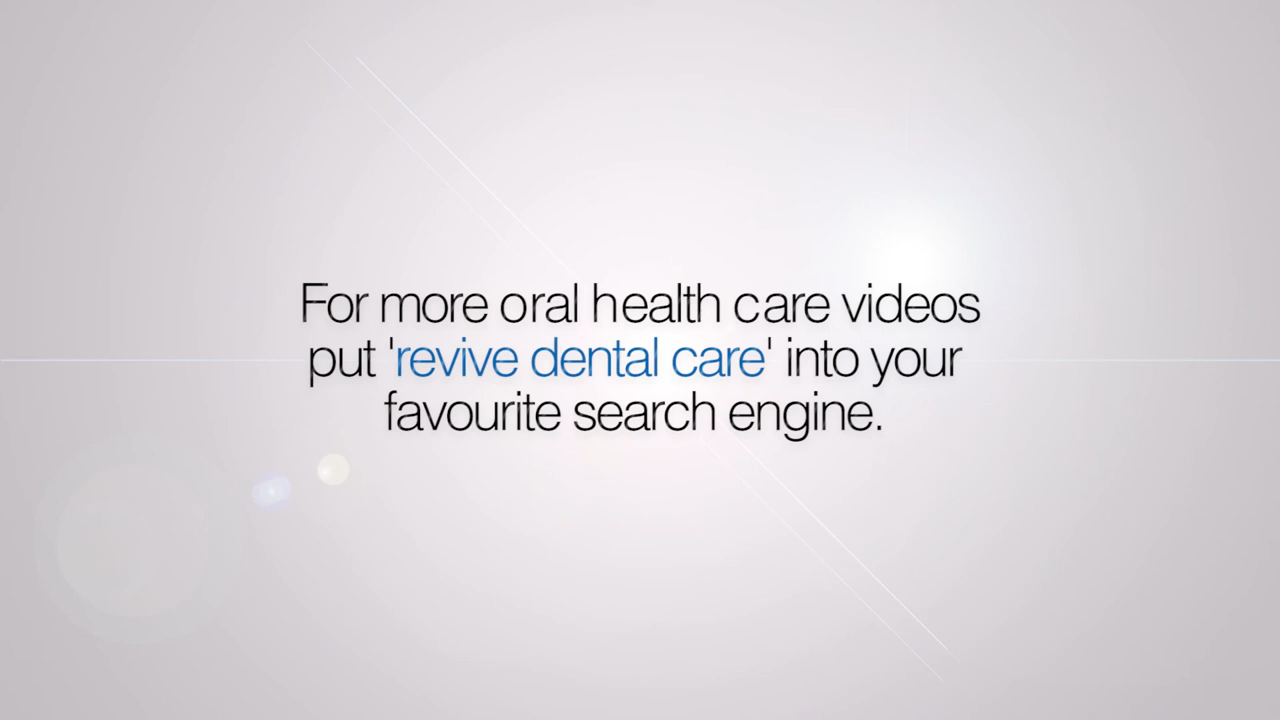 For more oral health care videos
put 'revive dental care' into your
favourite search engine.